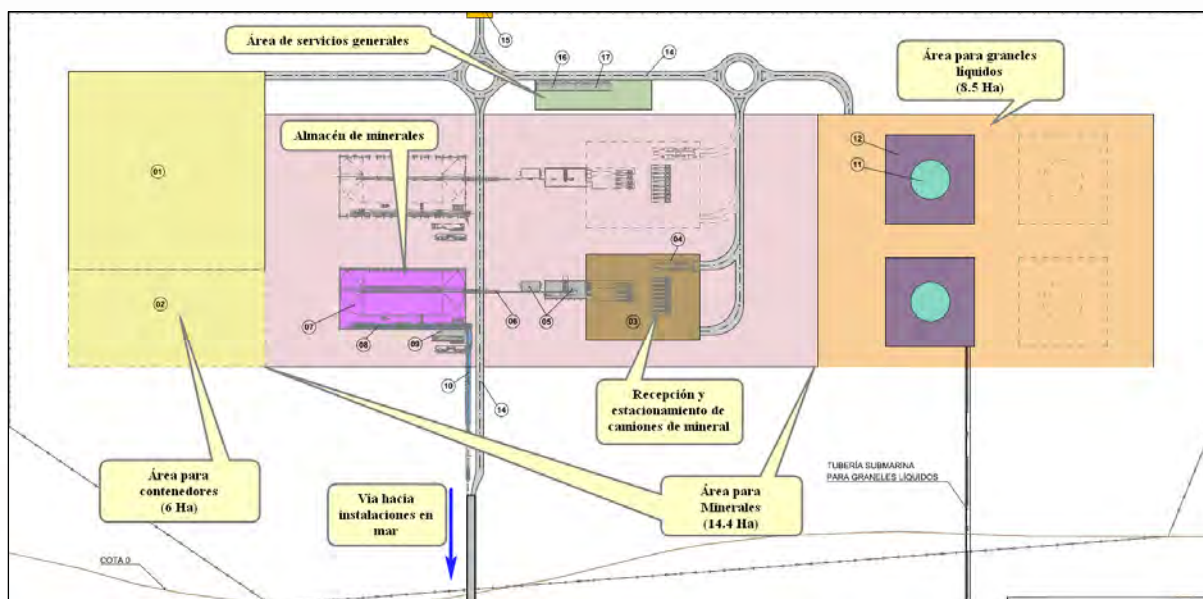 15
Área de servicios generales
16
17
14
Área para graneles
líquidos
(8.5 Ha)
Almacén de minerales
12
11
01
04
02
03
05
06
07
08
09
10
14
Recepción y
estacionamiento de
camiones de mineral
Área para
contenedores
(6 Ha)
Vía hacia
instalaciones en
mar
Área para
Minerales
(14.4 Ha)
TUBERÍA SUBMARINA
PARA GRANELES LÍQUIDOS
COTA 0